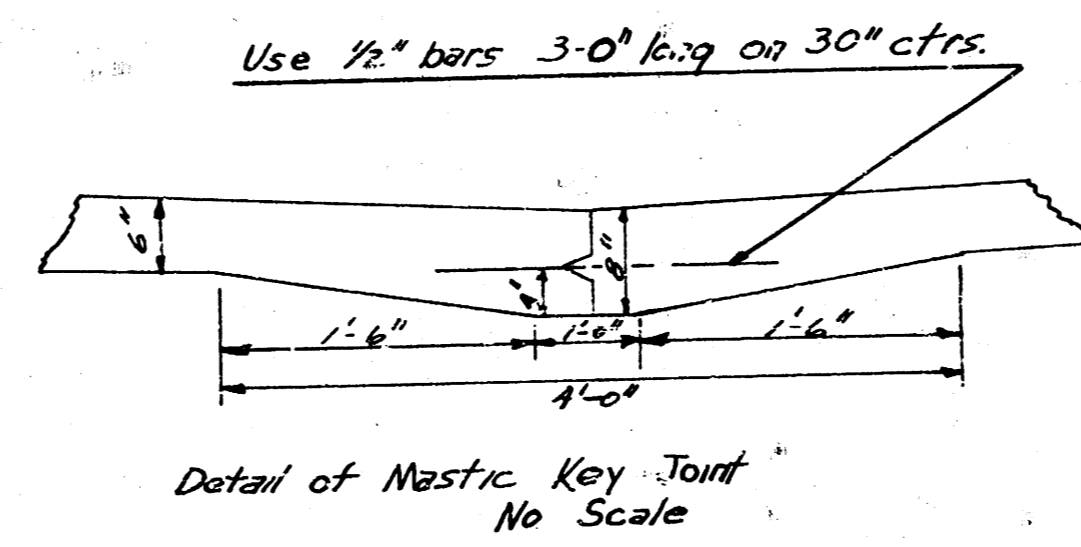 Use 1/2" bars 3-0" long on 30" ctrs.
6"
8"
4"
1'-6"
1'-0"
1'-6"
4'-0"
Detail of Mastic Key Joint
No Scale